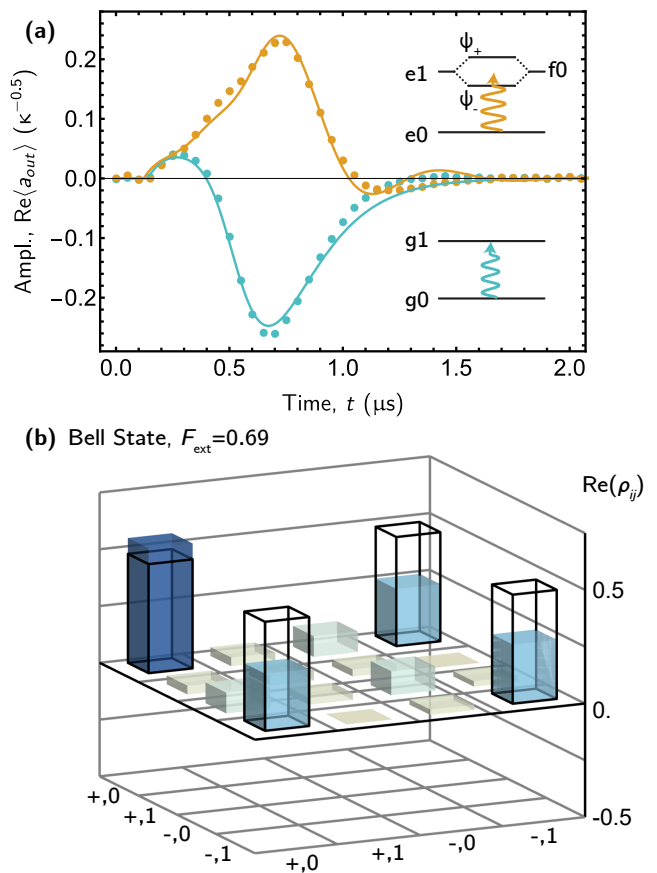 (a)
Ampl., Re⟨a_out⟩ (κ^−0.5)
0.2
0.1
0.0
-0.1
-0.2
ψ₊
e1
f0
ψ₋
e0
g1
g0
0.0
0.5
1.0
1.5
2.0
Time, t (μs)
(b) Bell State, F_ext=0.69
Re(ρ_ij)
0.5
0.
-0.5
+,0
+,1
-,0
-,1
+,0
+,1
-,0
-,1